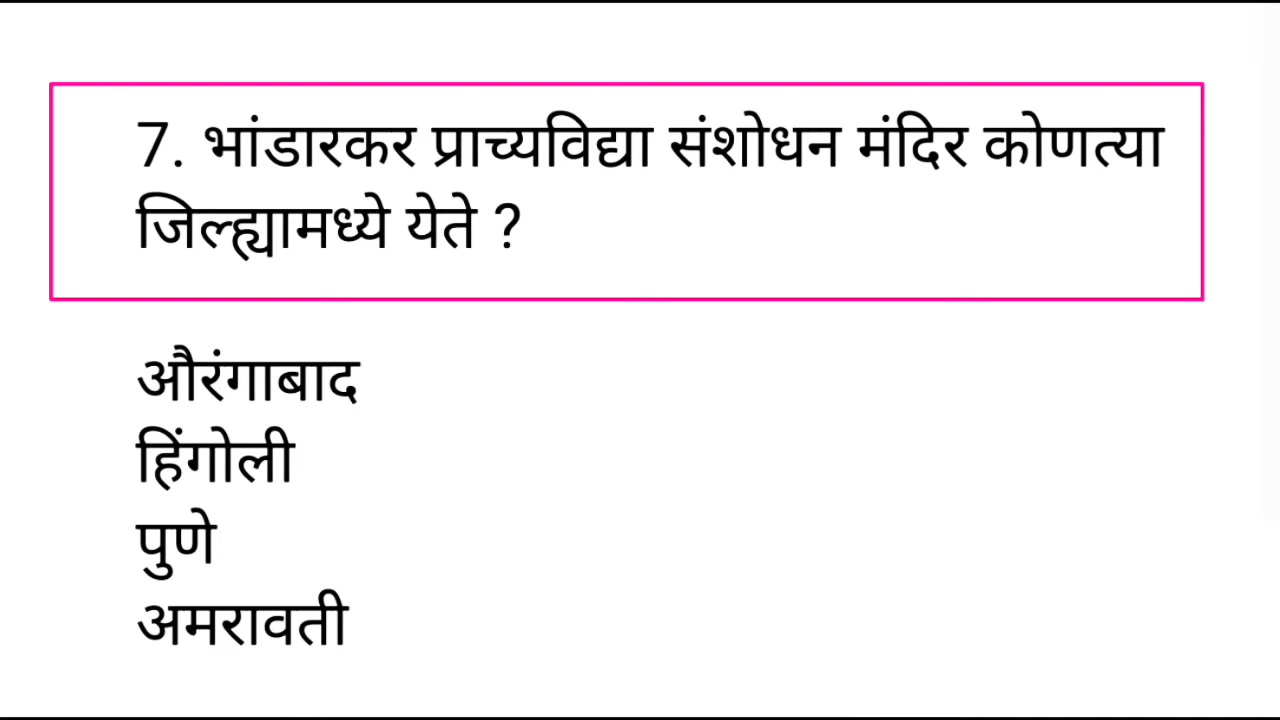 7. भांडारकर प्राच्यविद्या संशोधन मंदिर कोणत्या
जिल्ह्यामध्ये येते ?
औरंगाबाद
हिंगोली
पुणे
अमरावती